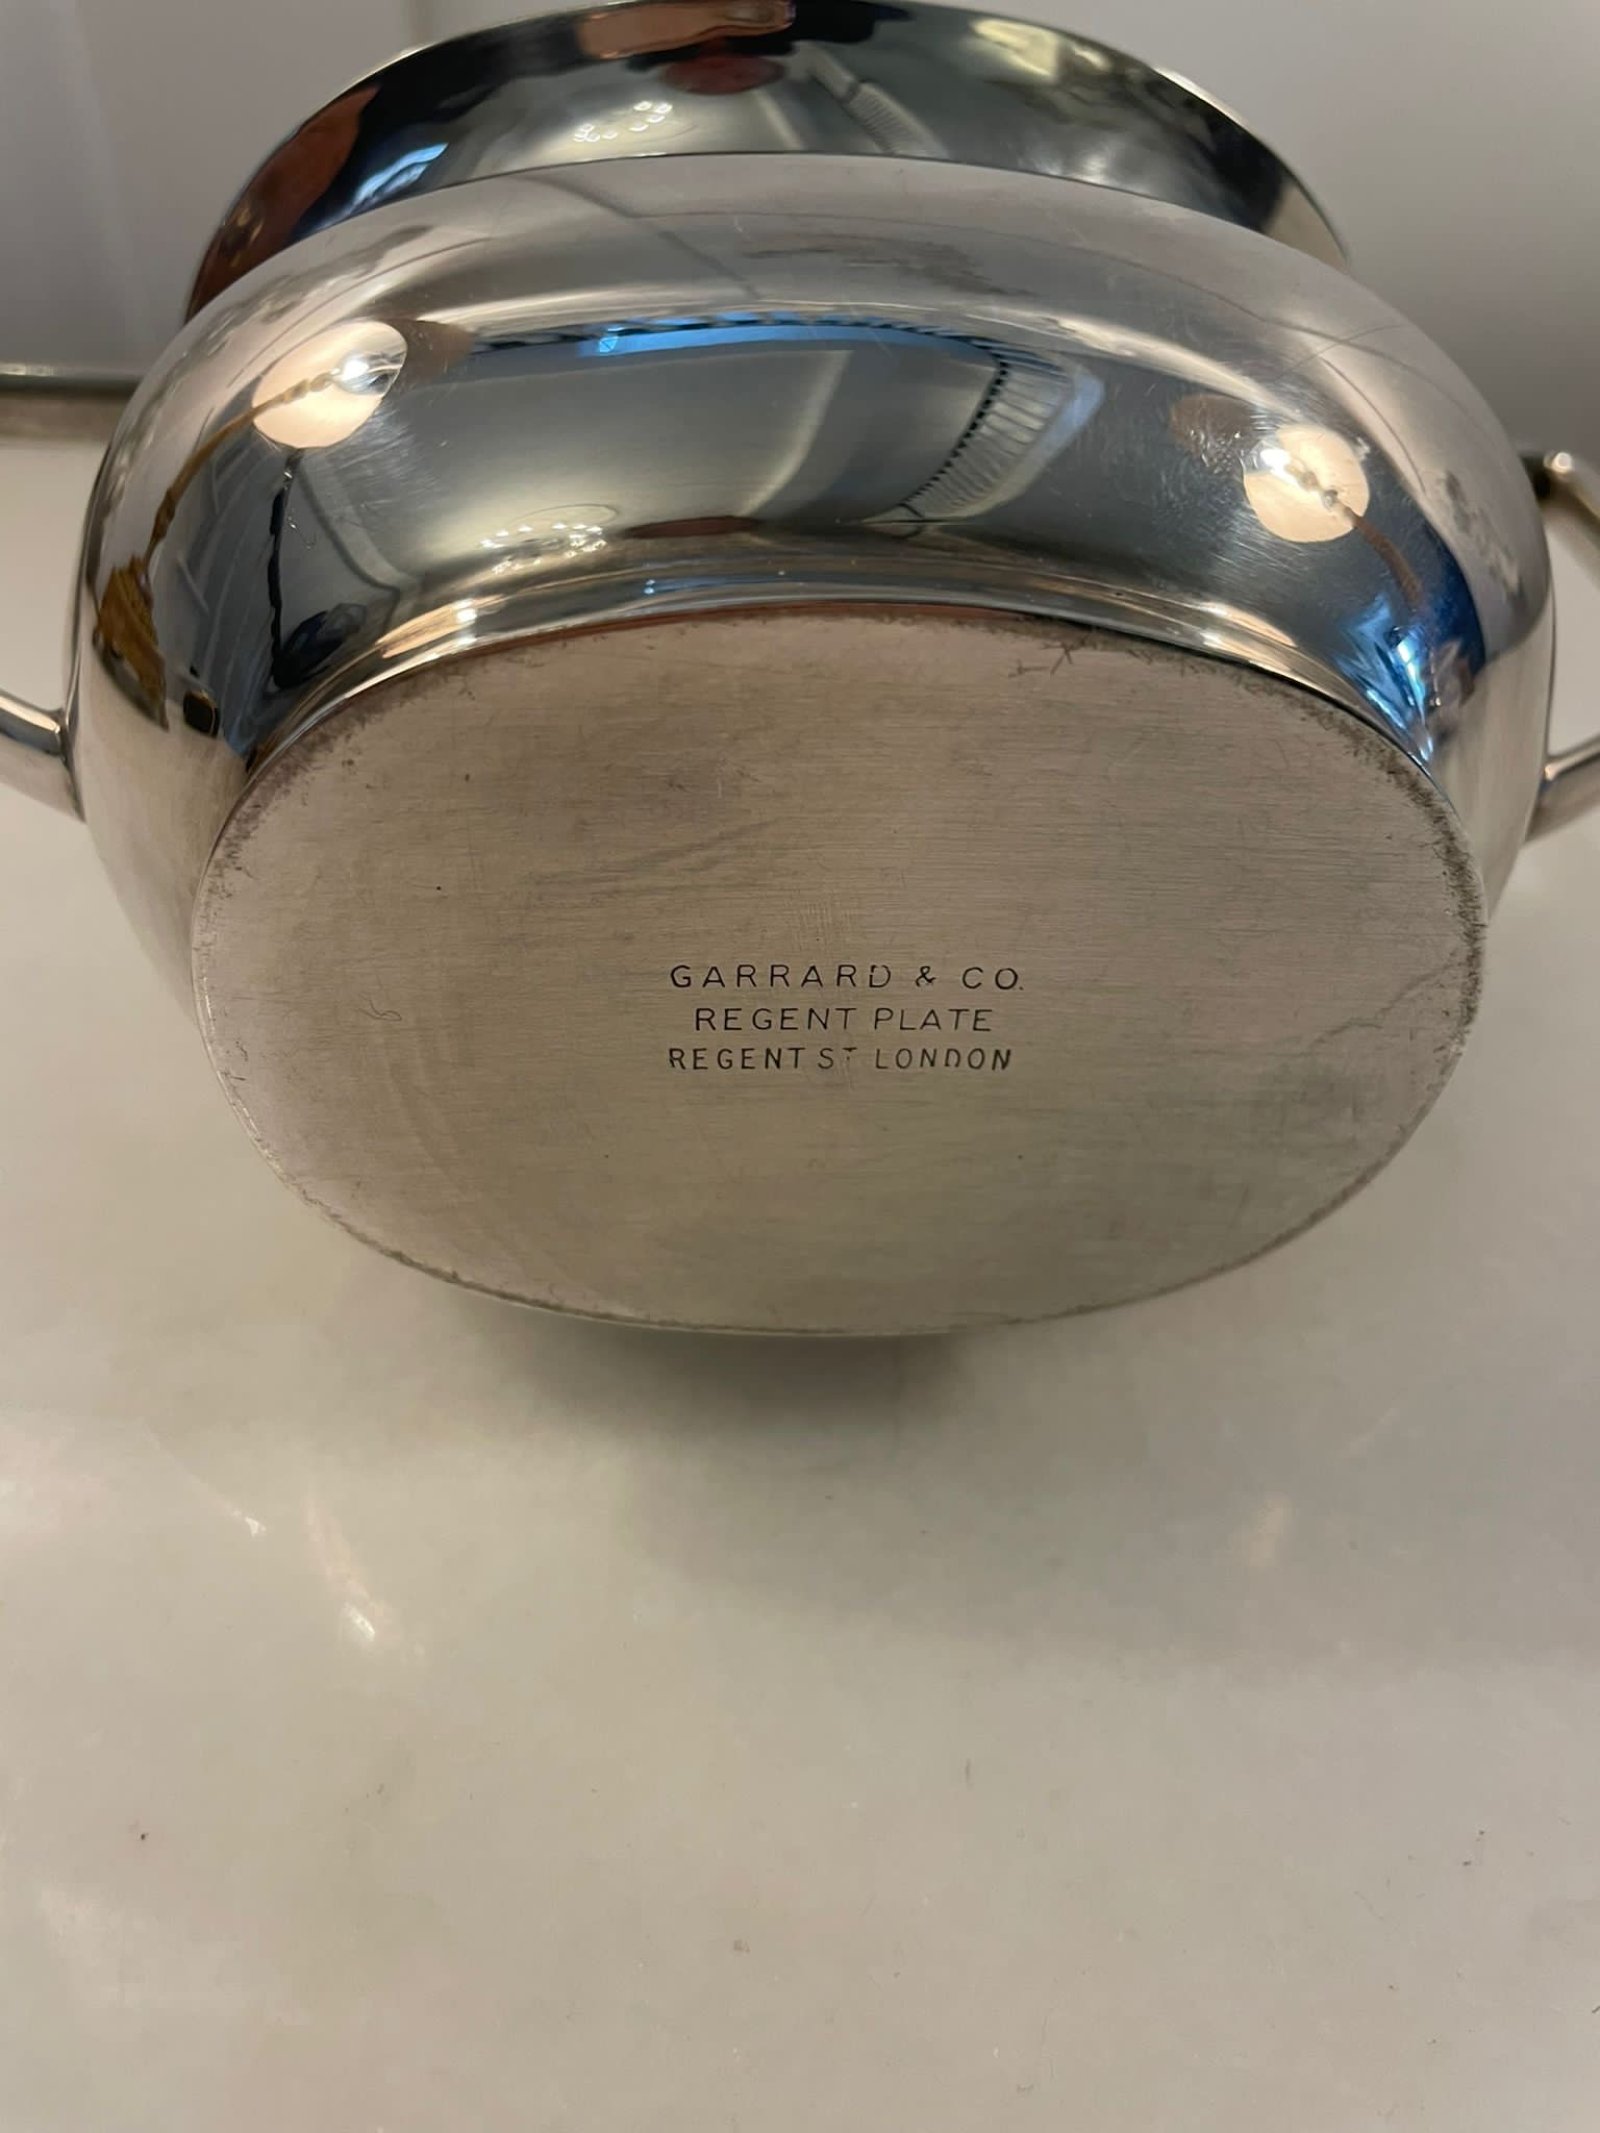 GARRARD & CO.
REGENT PLATE
REGENT ST LONDON